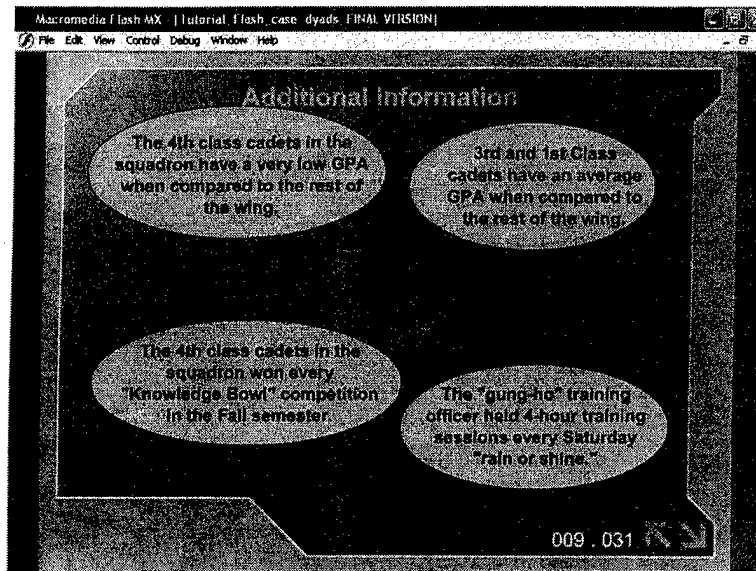 Macromedia Flash MX - [Tutorial_flash_case_dyads_FINAL VERSION]
File Edit View Control Debug Window Help
Additional Information
The 4th class cadets in the
squadron have a very low GPA
when compared to the rest of
the wing.
3rd and 1st Class
cadets have an average
GPA when compared to
the rest of the wing.
The 4th class cadets in the
squadron won every
"Knowledge Bowl" competition
in the Fall semester.
The "gung-ho" training
officer held 4-hour training
sessions every Saturday
"rain or shine."
009 . 031